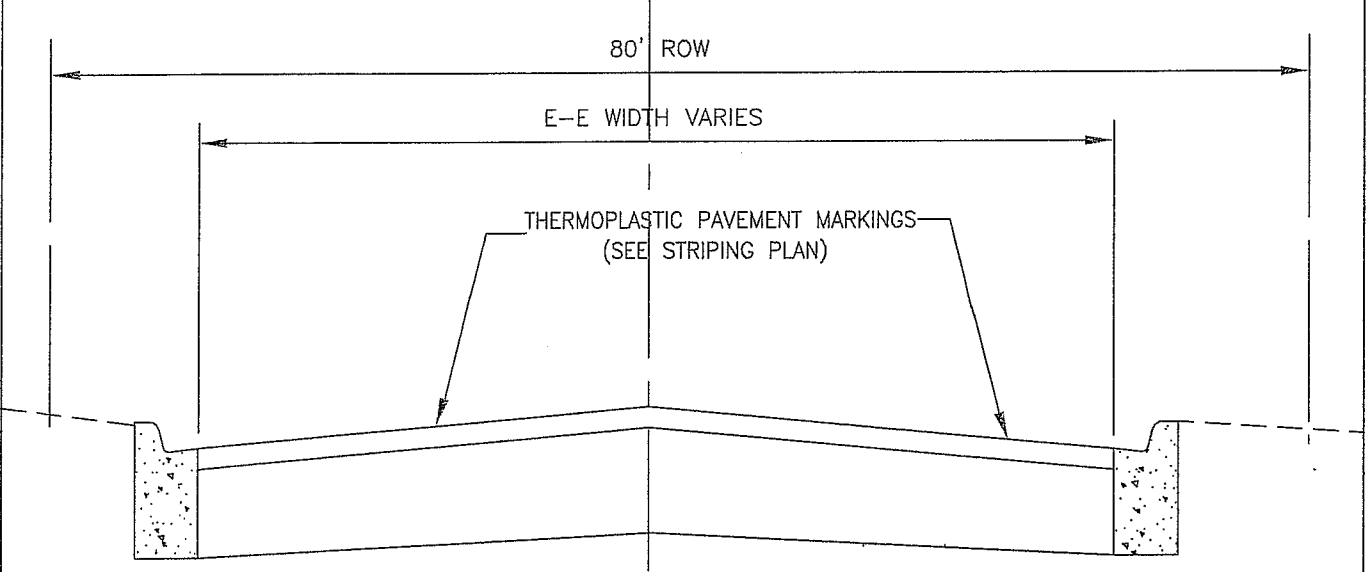 80' ROW
E-E WIDTH VARIES
THERMOPLASTIC PAVEMENT MARKINGS
(SEE STRIPING PLAN)